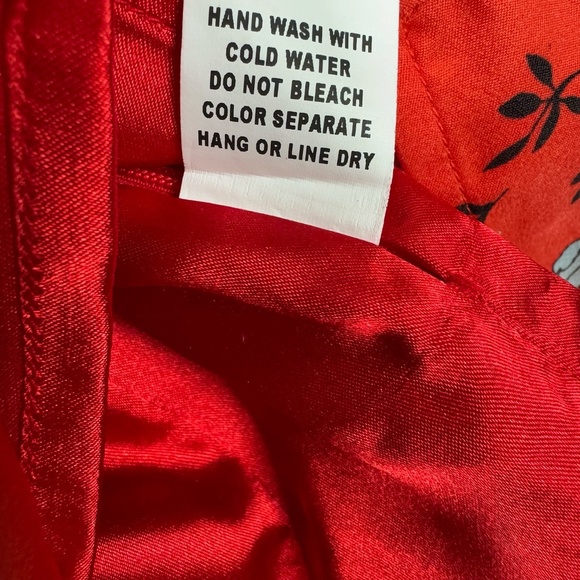 HAND WASH WITH
COLD WATER
DO NOT BLEACH
COLOR SEPARATE
HANG OR LINE DRY